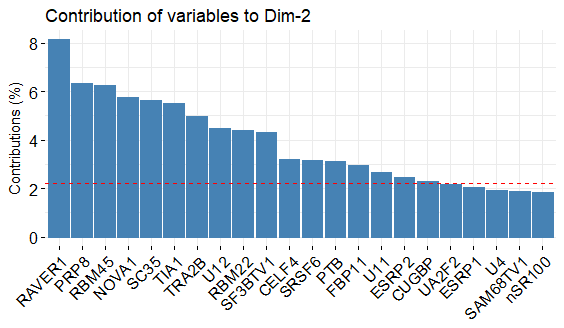 Contribution of variables to Dim-2
Contributions (%)
8
6
4
2
0
RAVER1
PRP8
RBM45
NOVA1
SC35
TIA1
TRA2B
U12
RBM22
SF3BTV1
CELF4
SRSF6
PTB
FBP11
U11
ESRP2
CUGBP
UA2F2
ESRP1
U4
SAM68TV1
nSR100